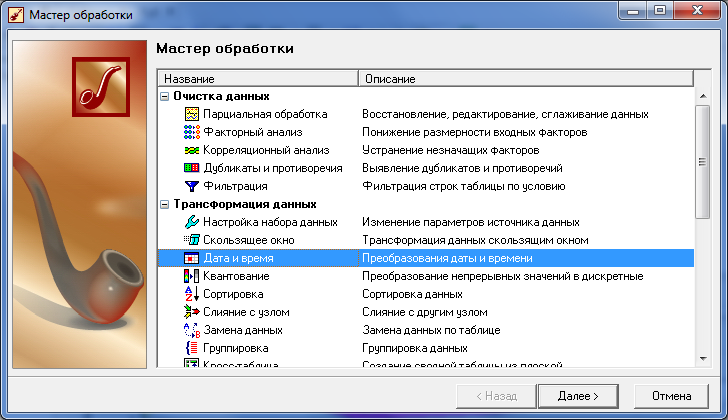 Мастер обработки
Мастер обработки
Название Описание
Очистка данных
Парциальная обработка Восстановление, редактирование, сглаживание данных
Факторный анализ Понижение размерности входных факторов
Корреляционный анализ Устранение незначащих факторов
Дубликаты и противоречия Выявление дубликатов и противоречий
Фильтрация Фильтрация строк таблицы по условию
Трансформация данных
Настройка набора данных Изменение параметров источника данных
Скользящее окно Трансформация данных скользящим окном
Дата и время Преобразования даты и времени
Квантование Преобразование непрерывных значений в дискретные
Сортировка Сортировка данных
Слияние с узлом Слияние с другим узлом
Замена данных Замена данных по таблице
Группировка Группировка данных
Кросс-таблица Создание сводной таблицы из плоской
< Назад Далее > Отмена